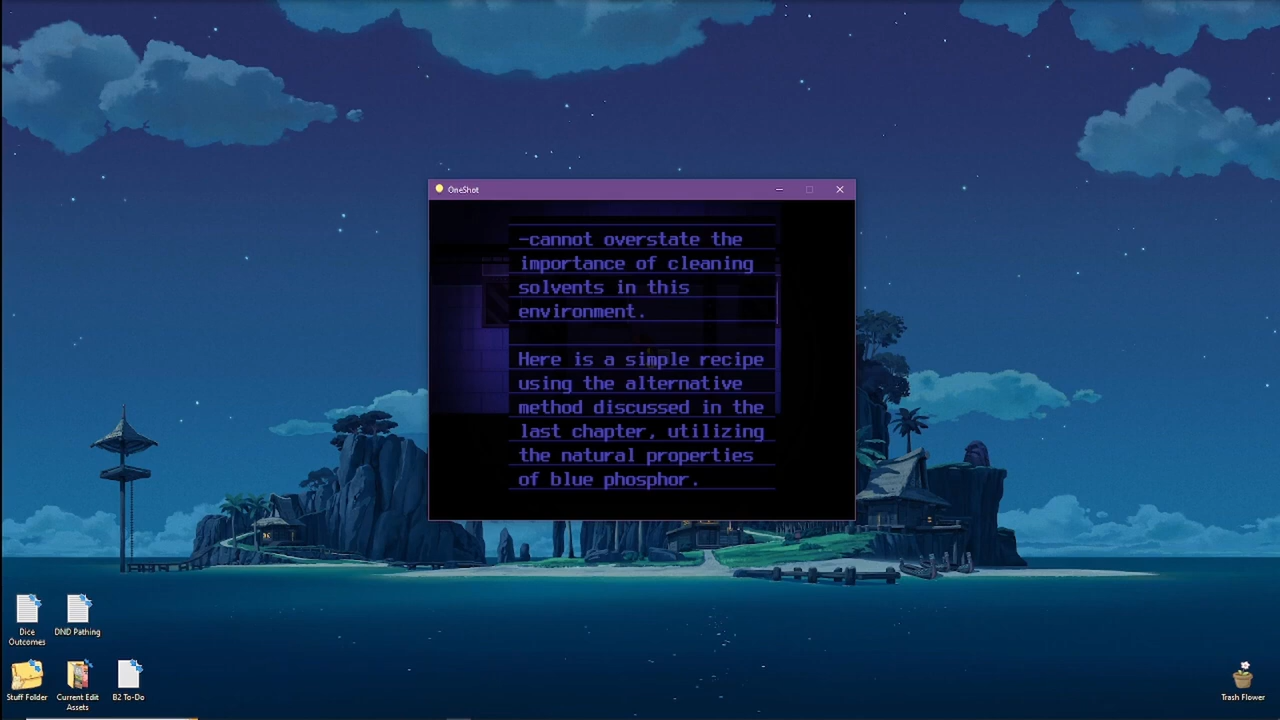 OneShot
-cannot overstate the
importance of cleaning
solvents in this
environment.
Here is a simple recipe
using the alternative
method discussed in the
last chapter, utilizing
the natural properties
of blue phosphor.
Dice
Outcomes
DND Pathing
Stuff Folder
Current Edit
Assets
B2 To-Do
Trash Flower